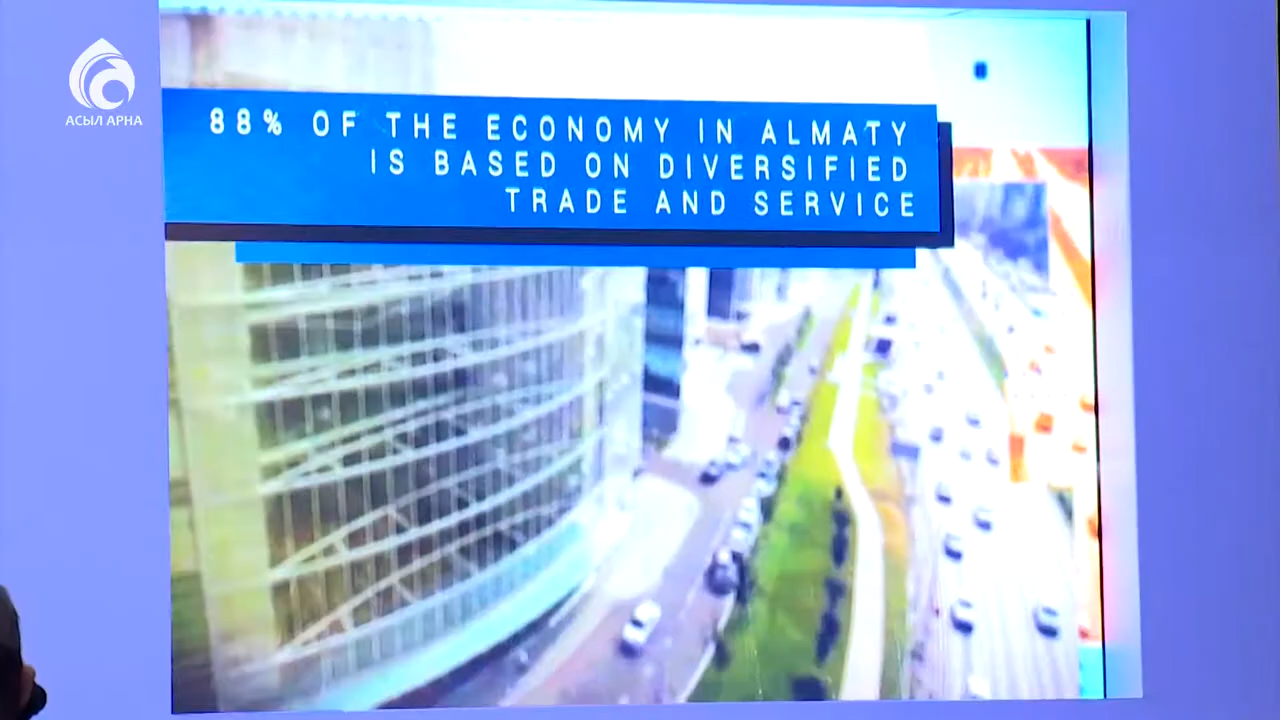 АСЫЛ АРНА
88% OF THE ECONOMY IN ALMATY
IS BASED ON DIVERSIFIED
TRADE AND SERVICE